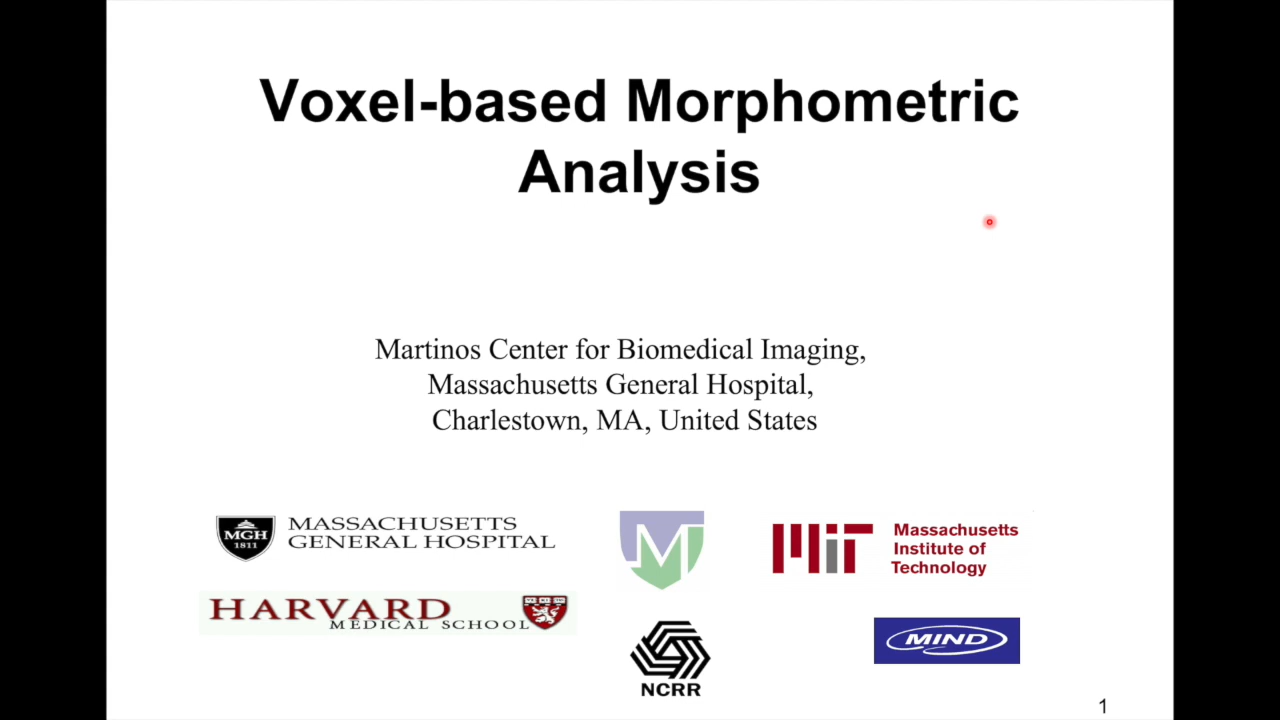 Voxel-based Morphometric
Analysis
Martinos Center for Biomedical Imaging,
Massachusetts General Hospital,
Charlestown, MA, United States
MGH
1811
MASSACHUSETTS
GENERAL HOSPITAL
M
MIT
Massachusetts
Institute of
Technology
HARVARD
MEDICAL SCHOOL
NCRR
MIND
1